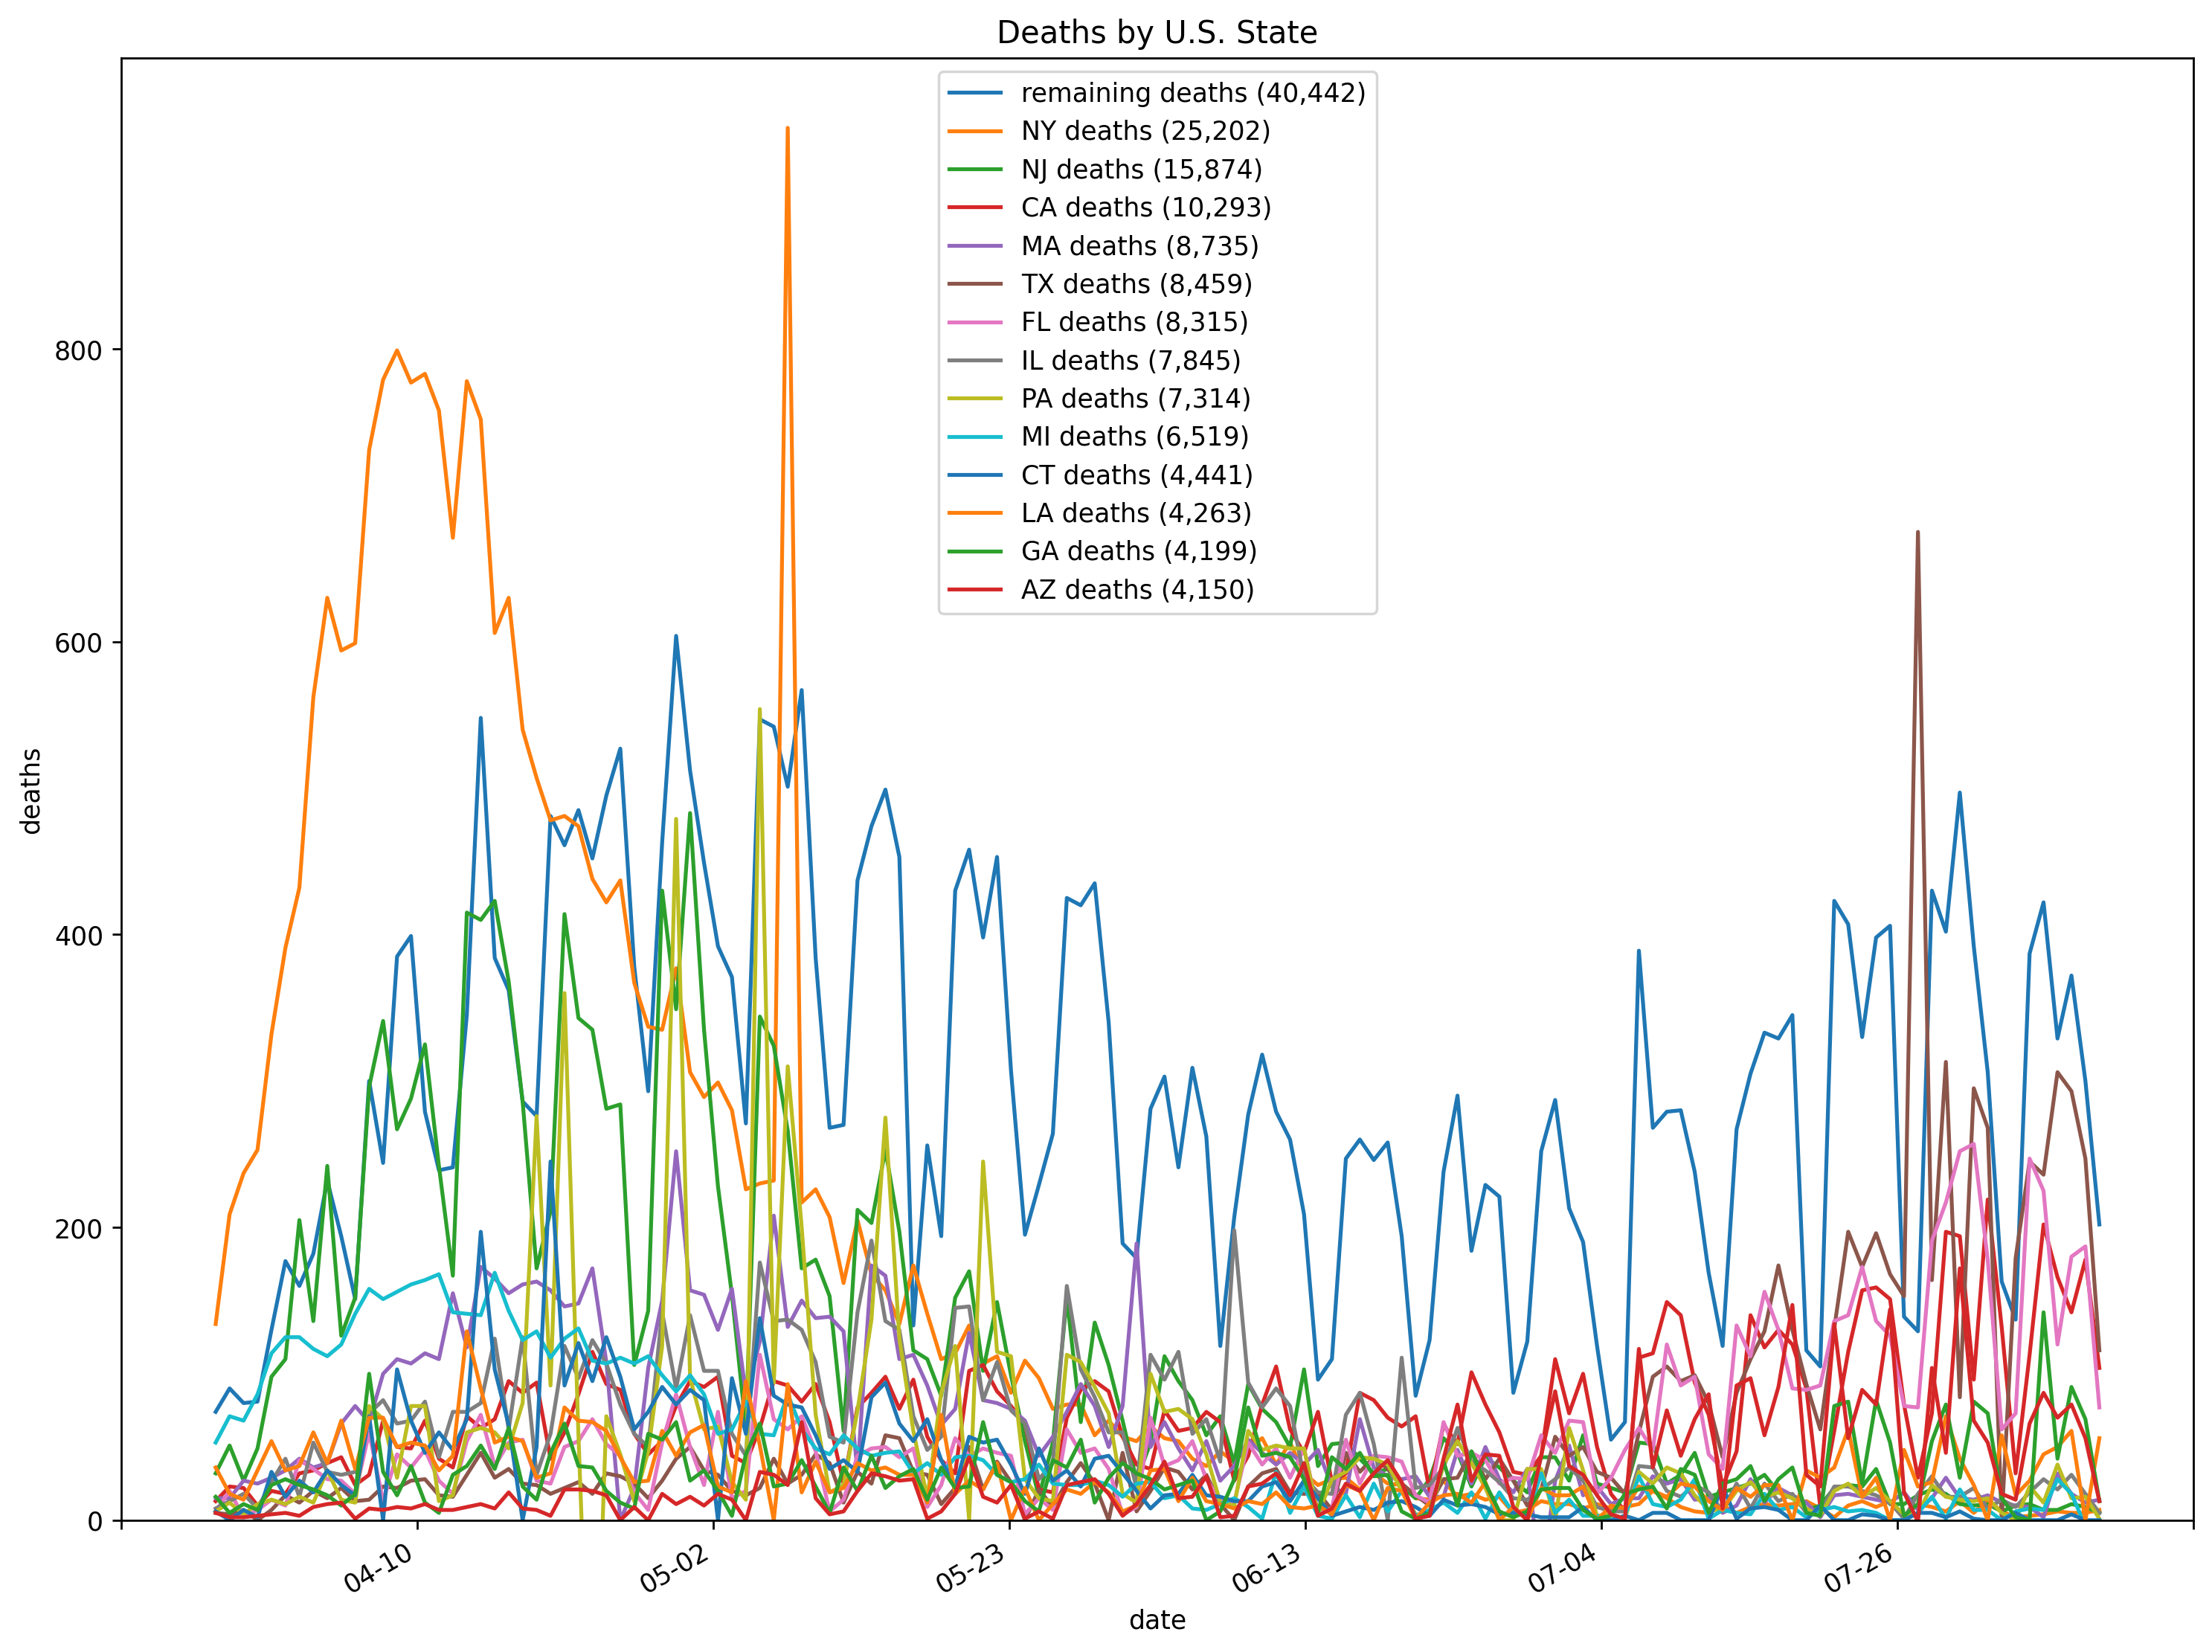 Deaths by U.S. State
remaining deaths (40,442)
NY deaths (25,202)
NJ deaths (15,874)
CA deaths (10,293)
MA deaths (8,735)
TX deaths (8,459)
FL deaths (8,315)
IL deaths (7,845)
PA deaths (7,314)
MI deaths (6,519)
CT deaths (4,441)
LA deaths (4,263)
GA deaths (4,199)
AZ deaths (4,150)
800
600
400
200
0
deaths
04-10
05-02
05-23
06-13
07-04
07-26
date